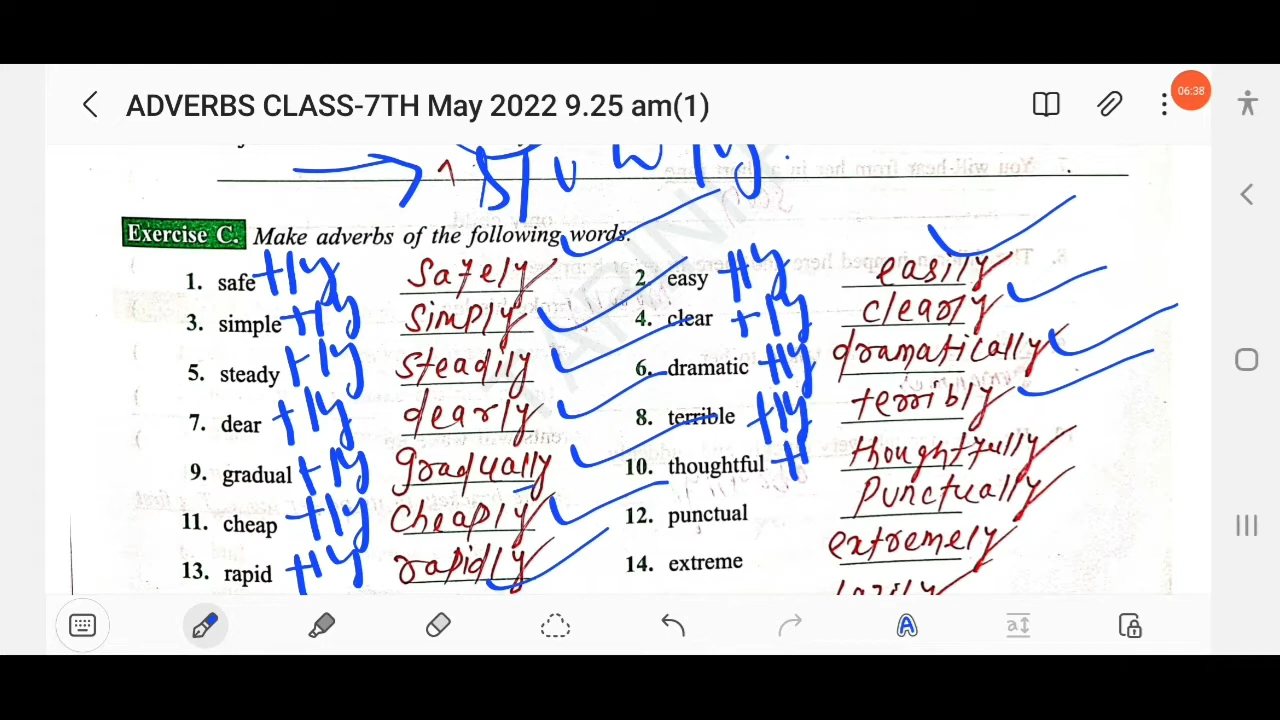 06:38
ADVERBS CLASS-7TH May 2022 9.25 am(1)
Exercise C. Make adverbs of the following words.
1. safe +ly safely 2. easy +ly easily
3. simple +ly simply 4. clear +ly clearly
5. steady +ly steadily 6. dramatic +ly dramatically
7. dear +ly dearly 8. terrible +ly terribly
9. gradual +ly gradually 10. thoughtful +l thoughtfully
11. cheap +ly cheaply 12. punctual Punctually
13. rapid +ly rapidly 14. extreme extremely